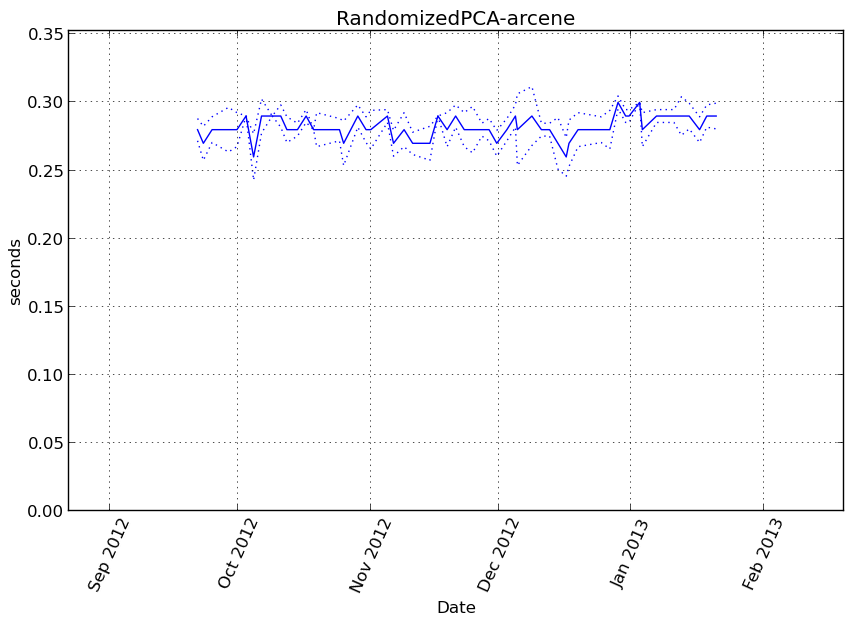 RandomizedPCA-arcene
0.35
0.30
0.25
0.20
0.15
0.10
0.05
0.00
seconds
Sep 2012
Oct 2012
Nov 2012
Dec 2012
Jan 2013
Feb 2013
Date